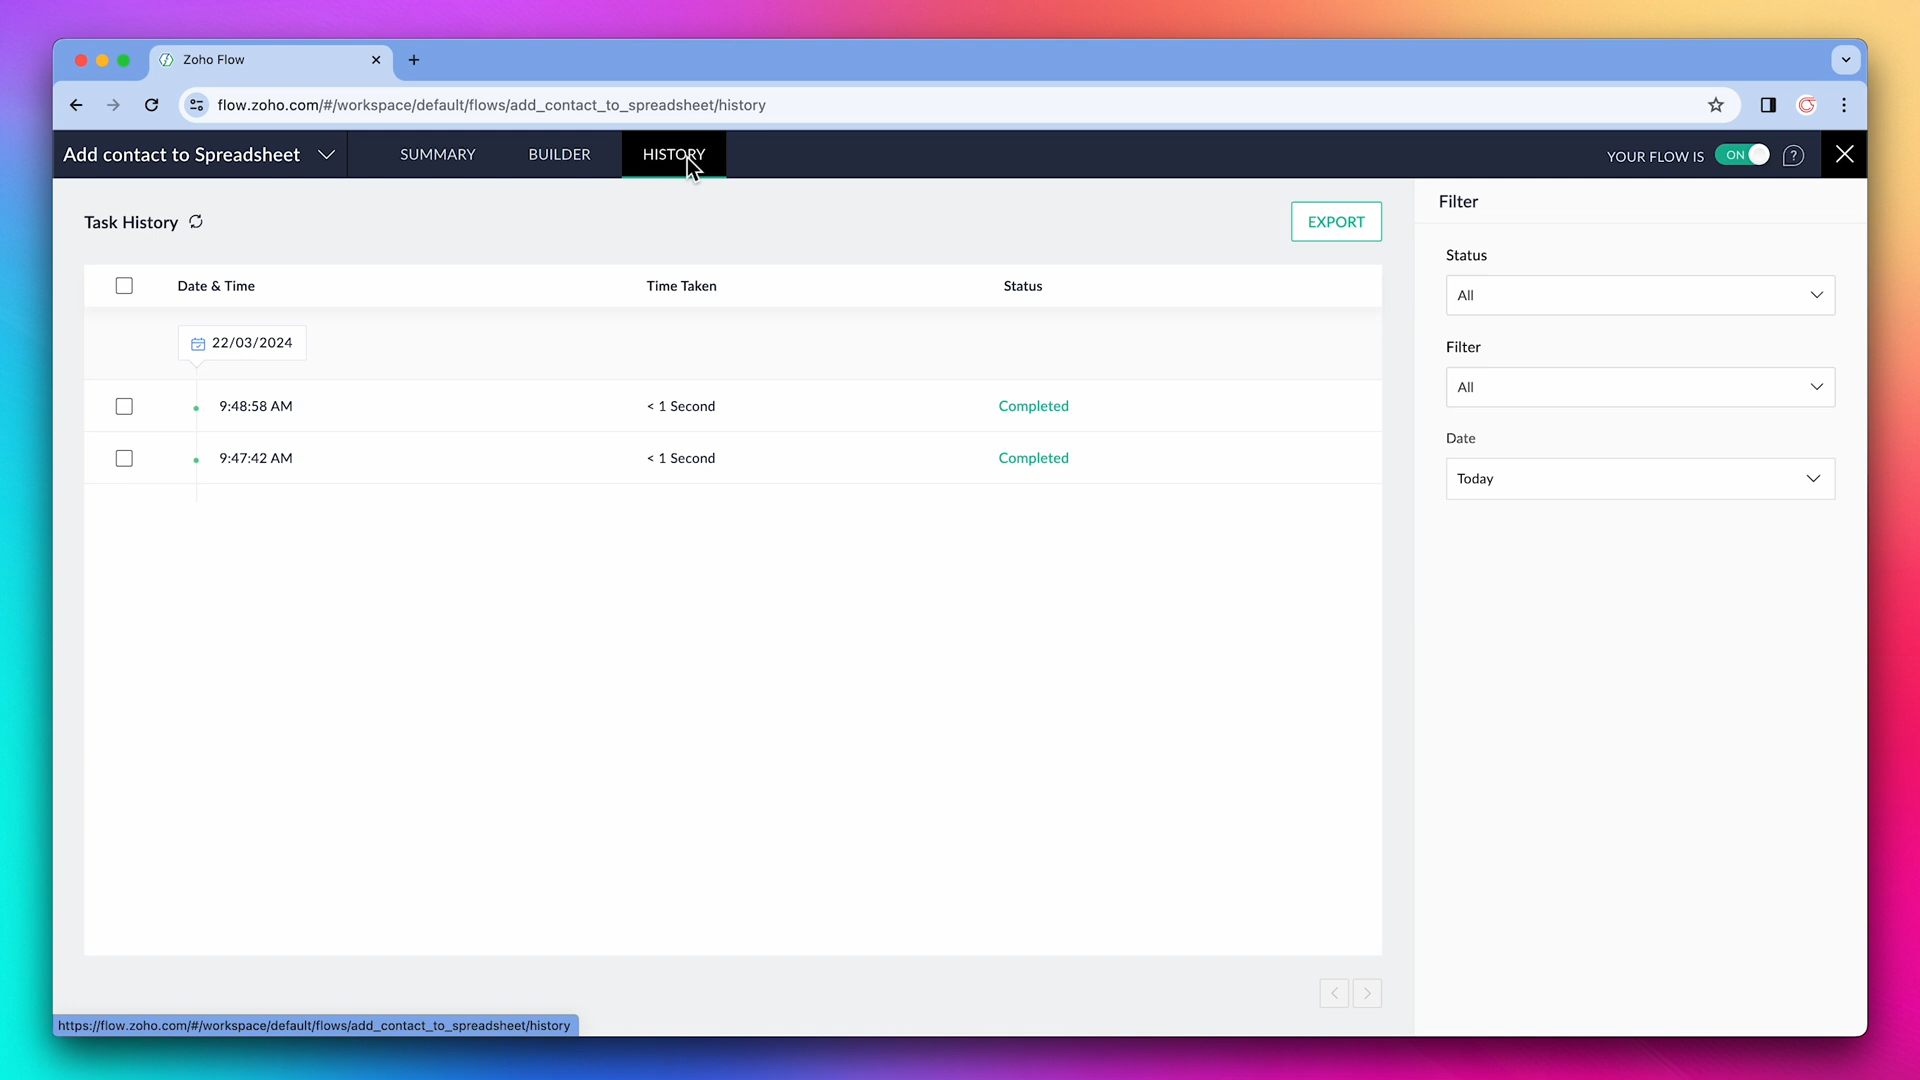 Zoho Flow
flow.zoho.com/#/workspace/default/flows/add_contact_to_spreadsheet/history
Add contact to Spreadsheet
SUMMARY
BUILDER
HISTORY
YOUR FLOW IS
ON
?
Task History
EXPORT
Date & Time
Time Taken
Status
22/03/2024
9:48:58 AM
< 1 Second
Completed
9:47:42 AM
< 1 Second
Completed
Filter
Status
All
Filter
All
Date
Today
https://flow.zoho.com/#/workspace/default/flows/add_contact_to_spreadsheet/history